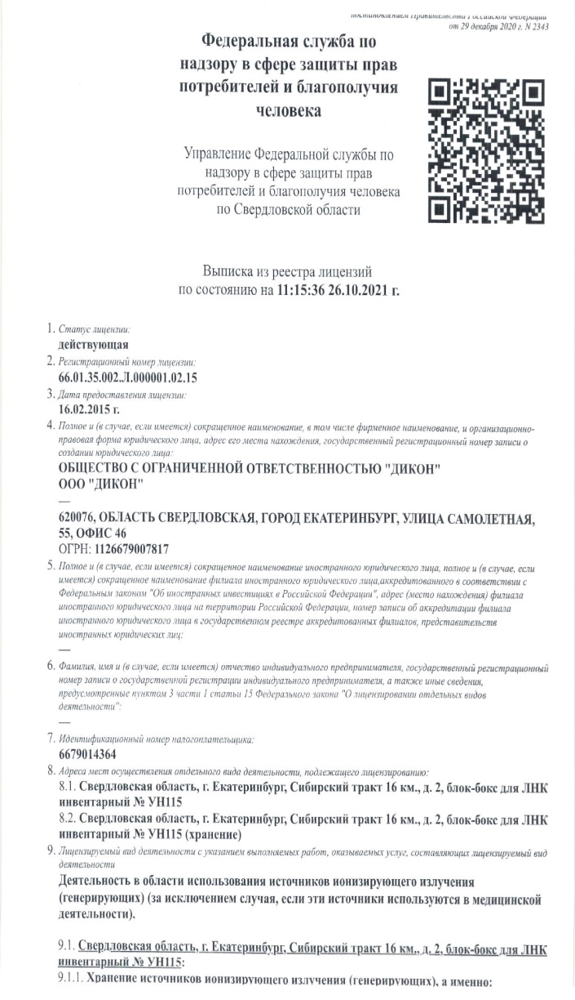 постановлением Правительства Российской Федерации
от 29 декабря 2020 г. N 2343
Федеральная служба по
надзору в сфере защиты прав
потребителей и благополучия
человека
Управление Федеральной службы по
надзору в сфере защиты прав
потребителей и благополучия человека
по Свердловской области
Выписка из реестра лицензий
по состоянию на 11:15:36 26.10.2021 г.
1. Статус лицензии:
действующая
2. Регистрационный номер лицензии:
66.01.35.002.Л.000001.02.15
3. Дата предоставления лицензии:
16.02.2015 г.
4. Полное и (в случае, если имеется) сокращенное наименование, в том числе фирменное наименование, и организационно-
правовая форма юридического лица, адрес его места нахождения, государственный регистрационный номер записи о
создании юридического лица:
ОБЩЕСТВО С ОГРАНИЧЕННОЙ ОТВЕТСТВЕННОСТЬЮ "ДИКОН"
ООО "ДИКОН"
—
620076, ОБЛАСТЬ СВЕРДЛОВСКАЯ, ГОРОД ЕКАТЕРИНБУРГ, УЛИЦА САМОЛЕТНАЯ,
55, ОФИС 46
ОГРН: 1126679007817
5. Полное и (в случае, если имеется) сокращенное наименование иностранного юридического лица, полное и (в случае, если
имеется) сокращенное наименование филиала иностранного юридического лица,аккредитованного в соответствии с
Федеральным законом "Об иностранных инвестициях в Российской Федерации", адрес (место нахождения) филиала
иностранного юридического лица на территории Российской Федерации, номер записи об аккредитации филиала
иностранного юридического лица в государственном реестре аккредитованных филиалов, представительств
иностранных юридических лиц:
—
6. Фамилия, имя и (в случае, если имеется) отчество индивидуального предпринимателя, государственный регистрационный
номер записи о государственной регистрации индивидуального предпринимателя, а также иные сведения,
предусмотренные пунктом 3 части 1 статьи 15 Федерального закона "О лицензировании отдельных видов
деятельности":
—
7. Идентификационный номер налогоплательщика:
6679014364
8. Адреса мест осуществления отдельного вида деятельности, подлежащего лицензированию:
8.1. Свердловская область, г. Екатеринбург, Сибирский тракт 16 км., д. 2, блок-бокс для ЛНК
инвентарный № УН115
8.2. Свердловская область, г. Екатеринбург, Сибирский тракт 16 км., д. 2, блок-бокс для ЛНК
инвентарный № УН115 (хранение)
9. Лицензируемый вид деятельности с указанием выполняемых работ, оказываемых услуг, составляющих лицензируемый вид
деятельности
Деятельность в области использования источников ионизирующего излучения
(генерирующих) (за исключением случая, если эти источники используются в медицинской
деятельности).
9.1. Свердловская область, г. Екатеринбург, Сибирский тракт 16 км., д. 2, блок-бокс для ЛНК
инвентарный № УН115:
9.1.1. Хранение источников ионизирующего излучения (генерирующих), а именно: